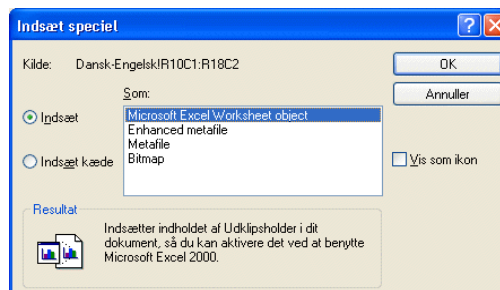 Indsæt speciel
Kilde: Dansk-Engelsk!R10C1:R18C2
OK
Annuller
Som:
Indsæt
Indsæt kæde
Microsoft Excel Worksheet object
Enhanced metafile
Metafile
Bitmap
Vis som ikon
Resultat
Indsætter indholdet af Udklipsholder i dit
dokument, så du kan aktivere det ved at benytte
Microsoft Excel 2000.